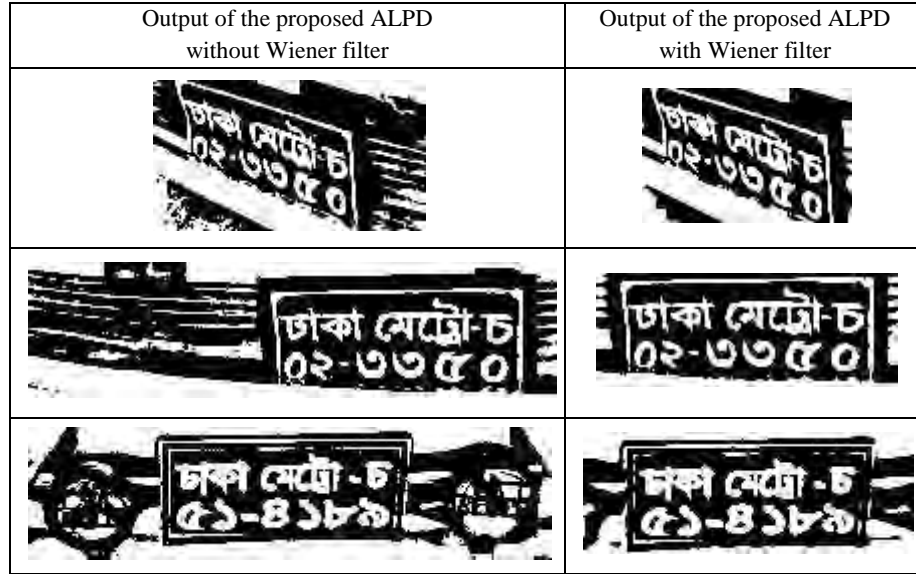 Output of the proposed ALPD
without Wiener filter
Output of the proposed ALPD
with Wiener filter
ঢাকা মেট্রো-চ
০২-৩৩৫০
ঢাকা মেট্রো-চ
০২-৩৩৫০
ঢাকা মেট্রো-চ
০২-৩৩৫০
ঢাকা মেট্রো-চ
০২-৩৩৫০
ঢাকা মেট্রো -চ
৫১-৪১৮৯
ঢাকা মেট্রো -চ
৫১-৪১৮৯